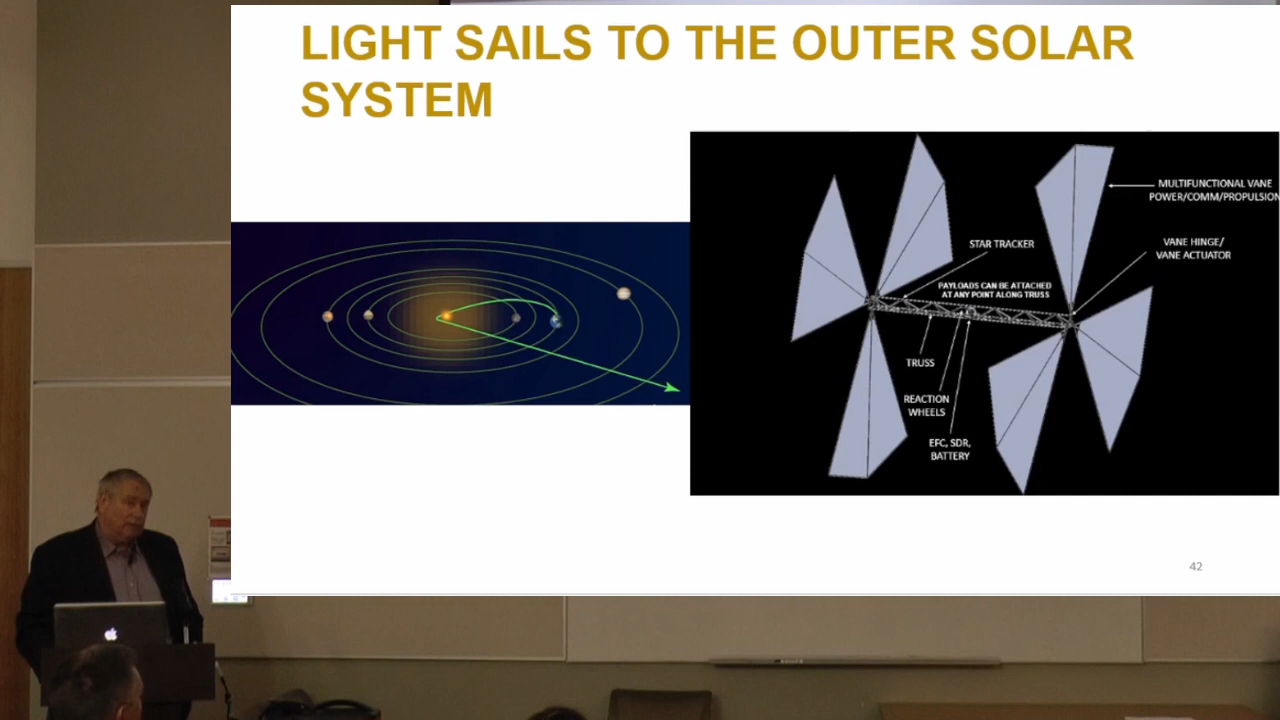 LIGHT SAILS TO THE OUTER SOLAR
SYSTEM
MULTIFUNCTIONAL VANE
POWER/COMM/PROPULSION
STAR TRACKER
VANE HINGE/
VANE ACTUATOR
PAYLOADS CAN BE ATTACHED
AT ANY POINT ALONG TRUSS
TRUSS
REACTION
WHEELS
EFC, SDR,
BATTERY
42